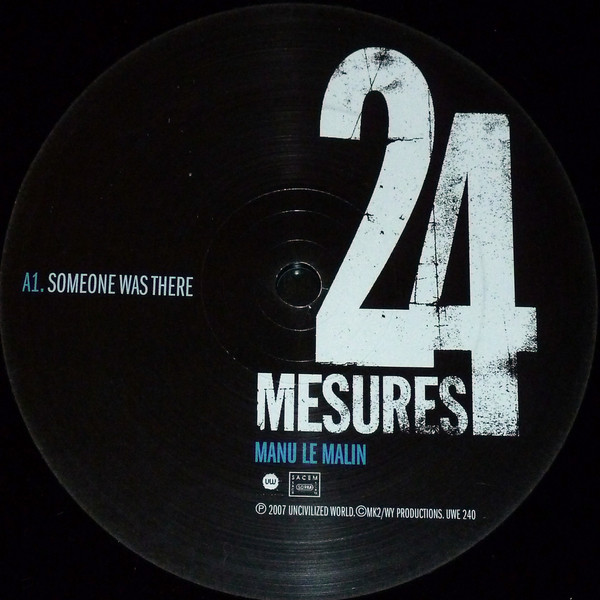 24
MESURES
A1. SOMEONE WAS THERE
MANU LE MALIN
UW SACEM
℗ 2007 UNCIVILIZED WORLD. ©MK2/WY PRODUCTIONS. UWE 240